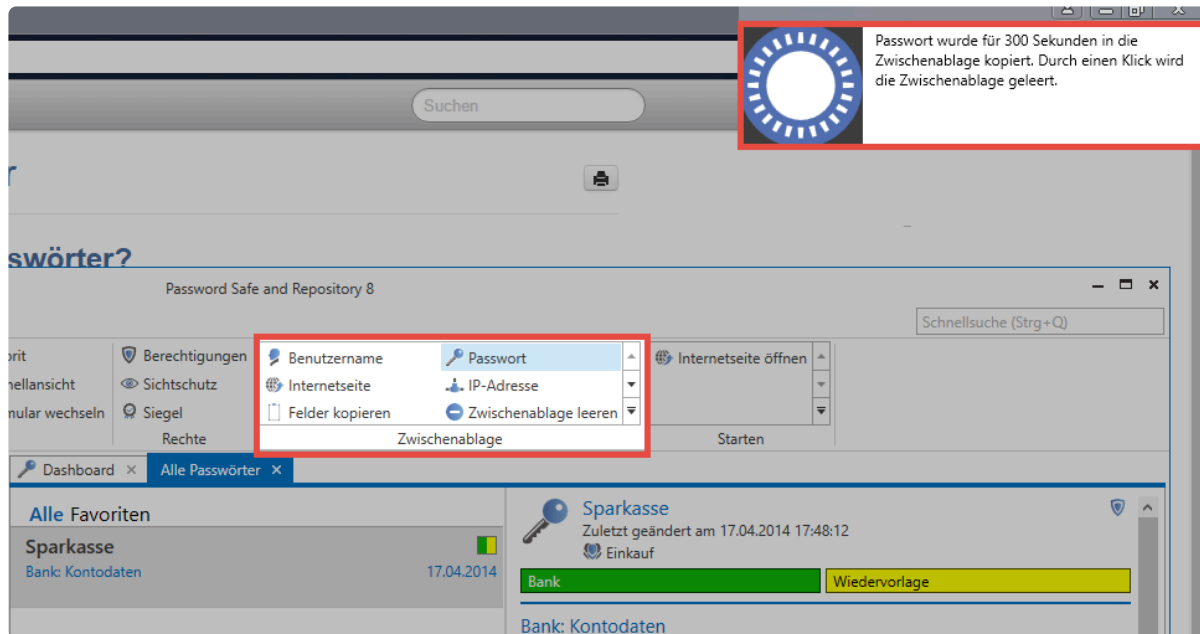 Passwort wurde für 300 Sekunden in die
Zwischenablage kopiert. Durch einen Klick wird
die Zwischenablage geleert.
Suchen
r
swörter?
Password Safe and Repository 8
Schnellsuche (Strg+Q)
orit
Berechtigungen
Benutzername
Passwort
Internetseite öffnen
nellansicht
Sichtschutz
Internetseite
IP-Adresse
mular wechseln
Siegel
Felder kopieren
Zwischenablage leeren
Rechte
Zwischenablage
Starten
Dashboard
Alle Passwörter
Alle Favoriten
Sparkasse
Bank: Kontodaten
17.04.2014
Sparkasse
Zuletzt geändert am 17.04.2014 17:48:12
Einkauf
Bank
Wiedervorlage
Bank: Kontodaten